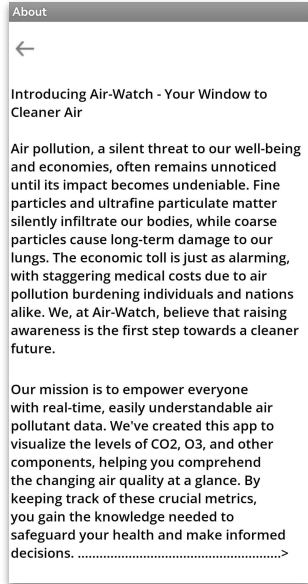 About
Introducing Air-Watch - Your Window to
Cleaner Air
Air pollution, a silent threat to our well-being
and economies, often remains unnoticed
until its impact becomes undeniable. Fine
particles and ultrafine particulate matter
silently infiltrate our bodies, while coarse
particles cause long-term damage to our
lungs. The economic toll is just as alarming,
with staggering medical costs due to air
pollution burdening individuals and nations
alike. We, at Air-Watch, believe that raising
awareness is the first step towards a cleaner
future.
Our mission is to empower everyone
with real-time, easily understandable air
pollutant data. We've created this app to
visualize the levels of CO2, O3, and other
components, helping you comprehend
the changing air quality at a glance. By
keeping track of these crucial metrics,
you gain the knowledge needed to
safeguard your health and make informed
decisions. ........................................................>